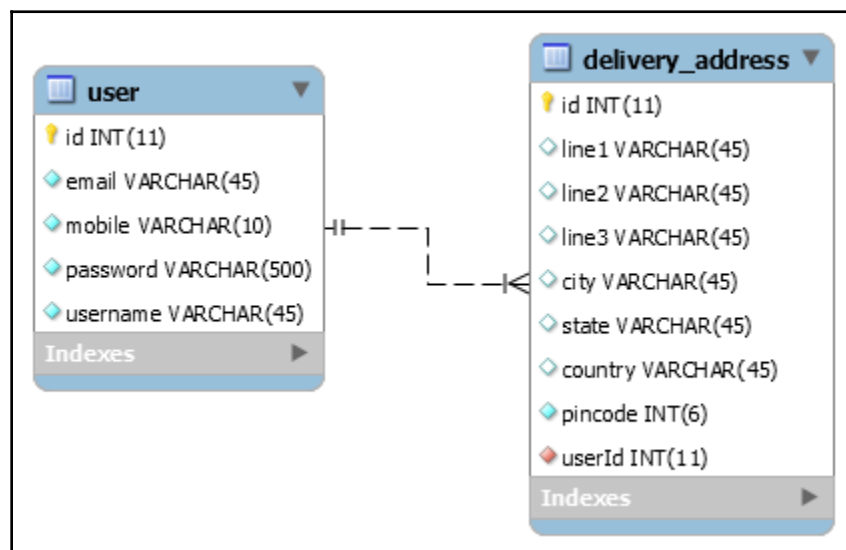 user
id INT(11)
email VARCHAR(45)
mobile VARCHAR(10)
password VARCHAR(500)
username VARCHAR(45)
Indexes
delivery_address
id INT(11)
line1 VARCHAR(45)
line2 VARCHAR(45)
line3 VARCHAR(45)
city VARCHAR(45)
state VARCHAR(45)
country VARCHAR(45)
pincode INT(6)
userId INT(11)
Indexes